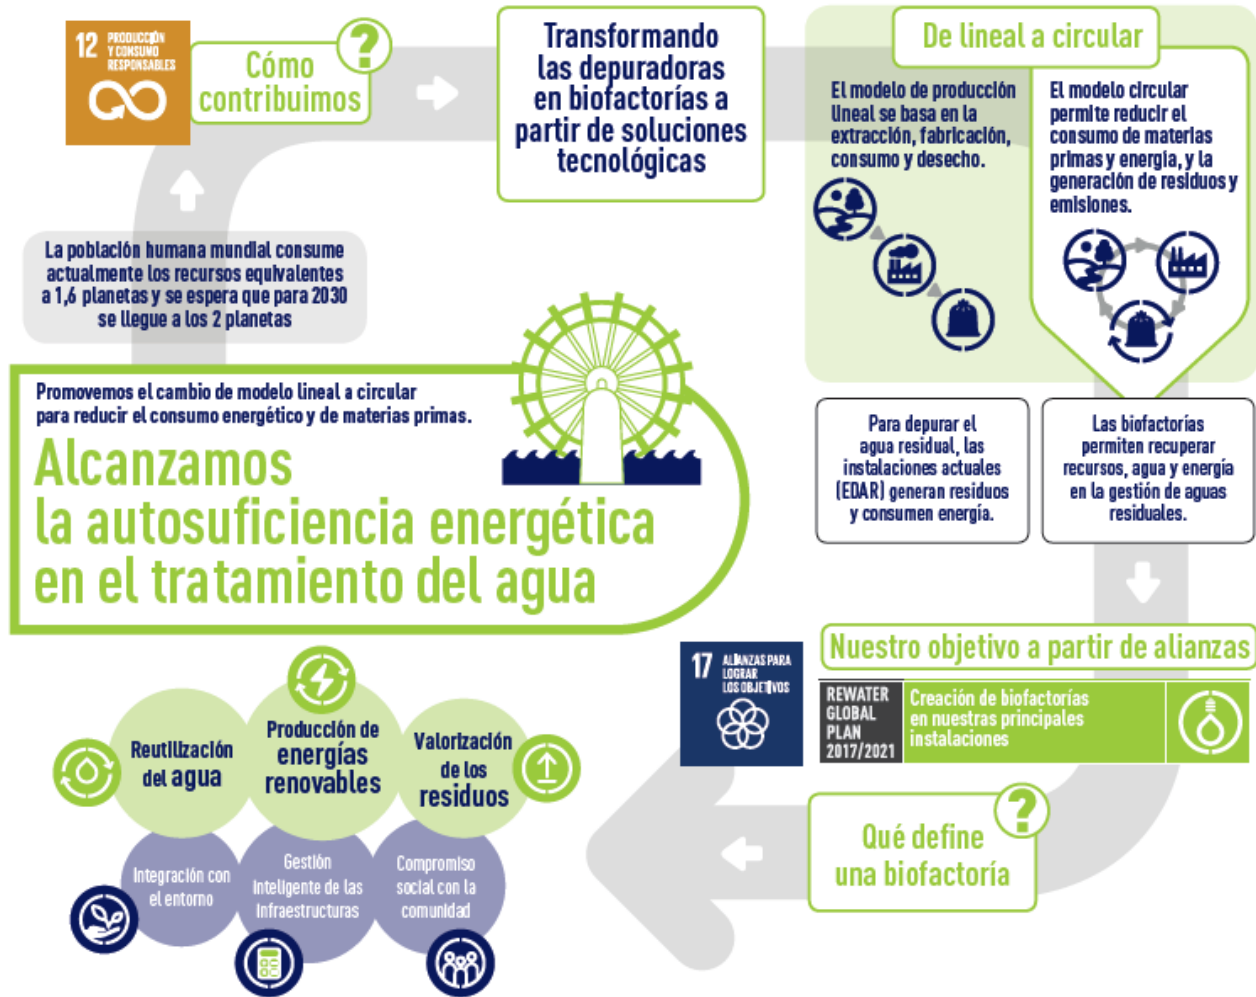 12 PRODUCCIÓN
Y CONSUMO
RESPONSABLES
Cómo
contribuimos
?
Transformando
las depuradoras
en biofactorías a
partir de soluciones
tecnológicas
De lineal a circular
El modelo de producción
lineal se basa en la
extracción, fabricación,
consumo y desecho.
El modelo circular
permite reducir el
consumo de materias
primas y energía, y la
generación de residuos y
emisiones.
La población humana mundial consume
actualmente los recursos equivalentes
a 1,6 planetas y se espera que para 2030
se llegue a los 2 planetas
Promovemos el cambio de modelo lineal a circular
para reducir el consumo energético y de materias primas.
Alcanzamos
la autosuficiencia energética
en el tratamiento del agua
Para depurar el
agua residual, las
instalaciones actuales
(EDAR) generan residuos
y consumen energía.
Las biofactorías
permiten recuperar
recursos, agua y energía
en la gestión de aguas
residuales.
17 ALIANZAS PARA
LOGRAR
LOS OBJETIVOS
Nuestro objetivo a partir de alianzas
REWATER
GLOBAL
PLAN
2017/2021
Creación de biofactorías
en nuestras principales
instalaciones
Qué define
una biofactoría
?
Reutilización
del agua
Producción de
energías
renovables
Valorización
de los
residuos
Integración con
el entorno
Gestión
inteligente de las
infraestructuras
Compromiso
social con la
comunidad